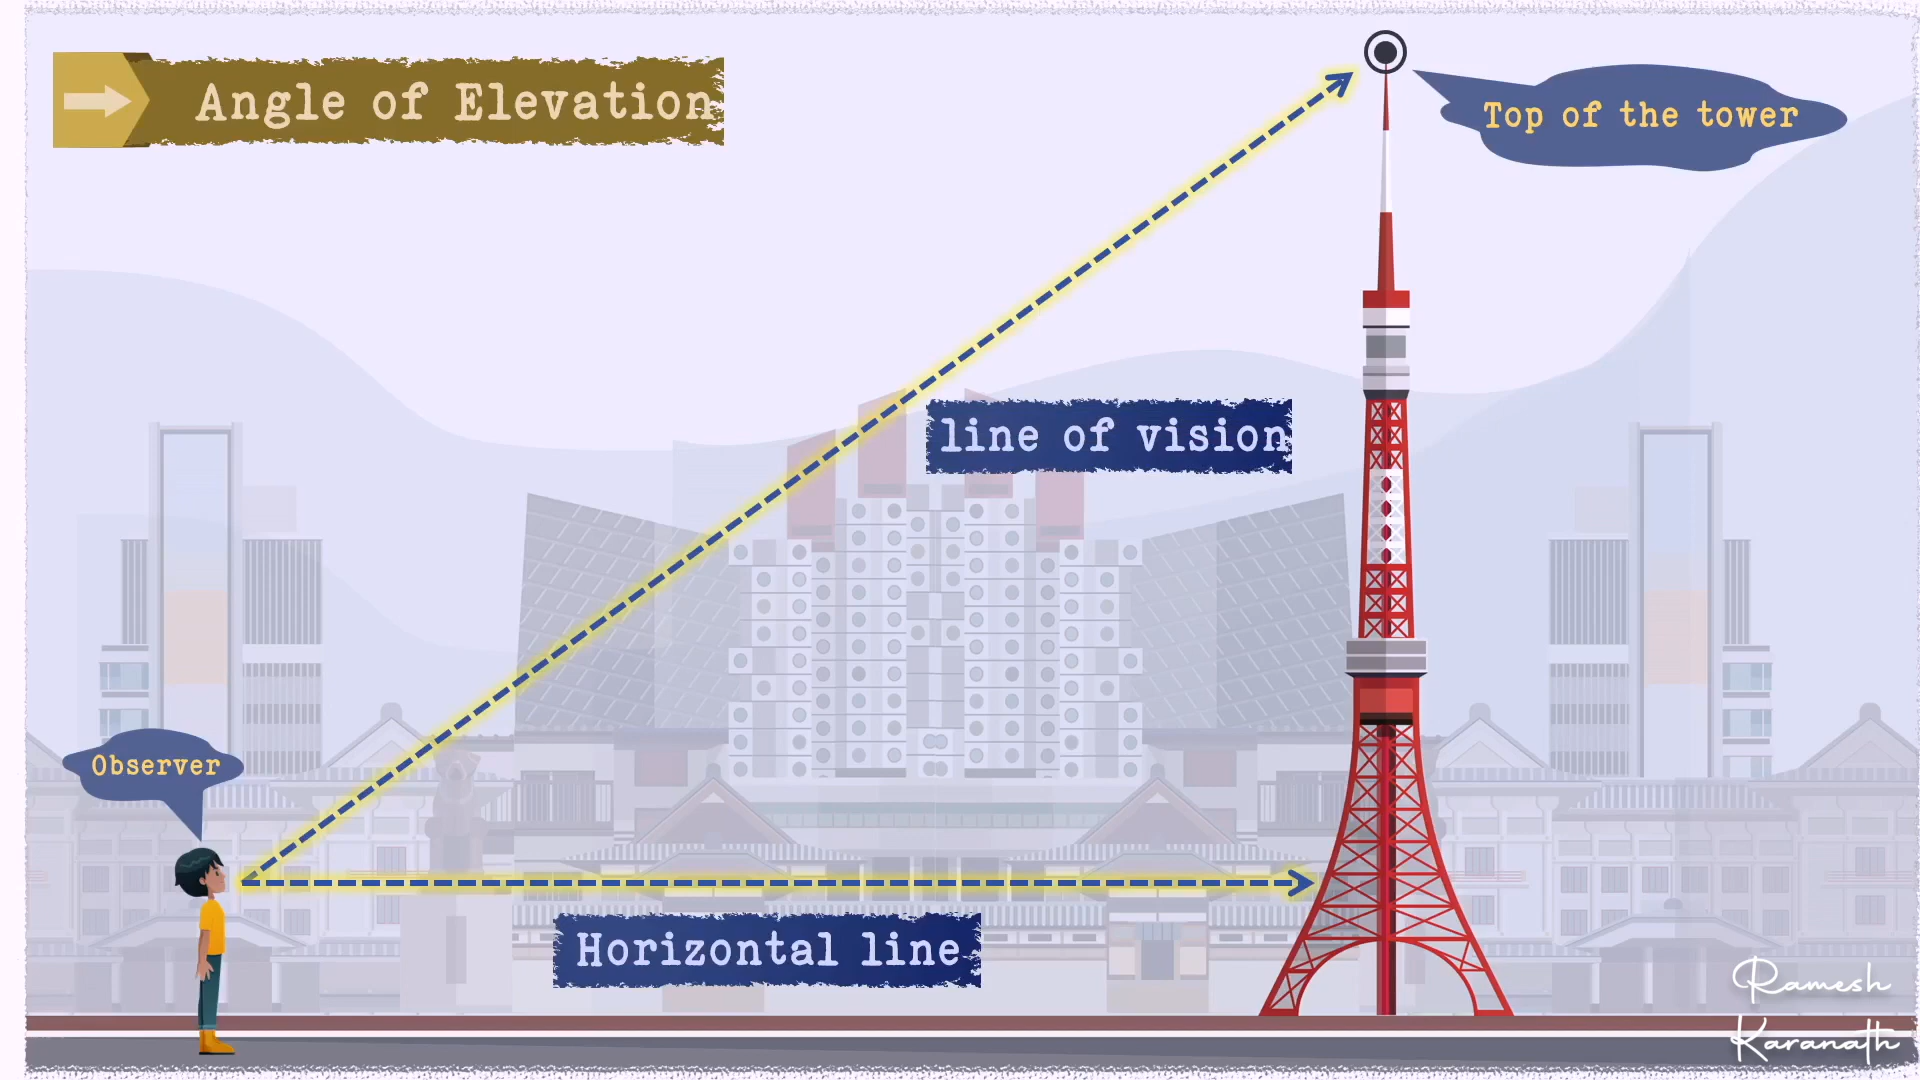 Angle of Elevation
Top of the tower
line of vision
Observer
Horizontal line
Ramesh
Karanath